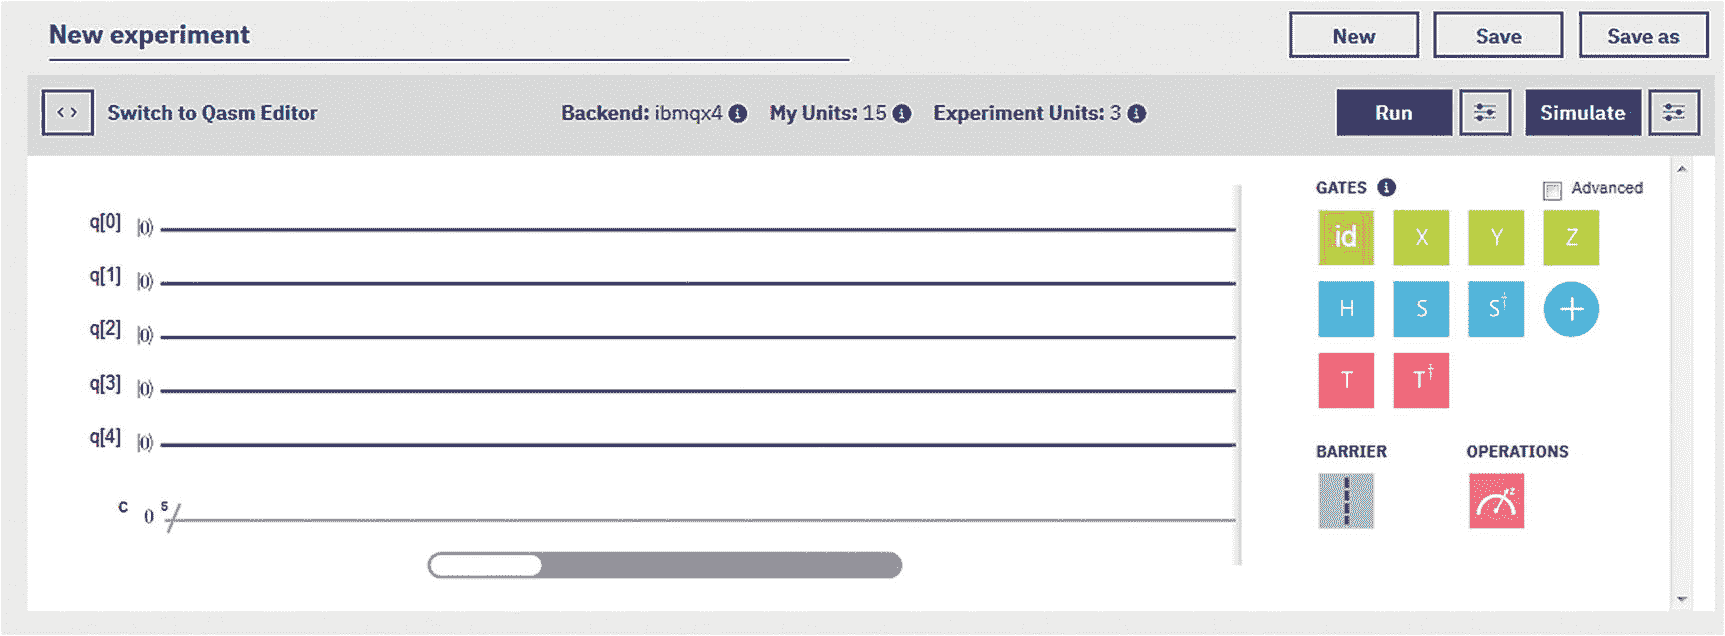 New experiment
New
Save
Save as
<> Switch to Qasm Editor
Backend: ibmqx4
My Units: 15
Experiment Units: 3
Run
Simulate
GATES
Advanced
q[0] |0⟩
q[1] |0⟩
q[2] |0⟩
q[3] |0⟩
q[4] |0⟩
c 0 5
id X Y Z
H S S† +
T T†
BARRIER
OPERATIONS
z